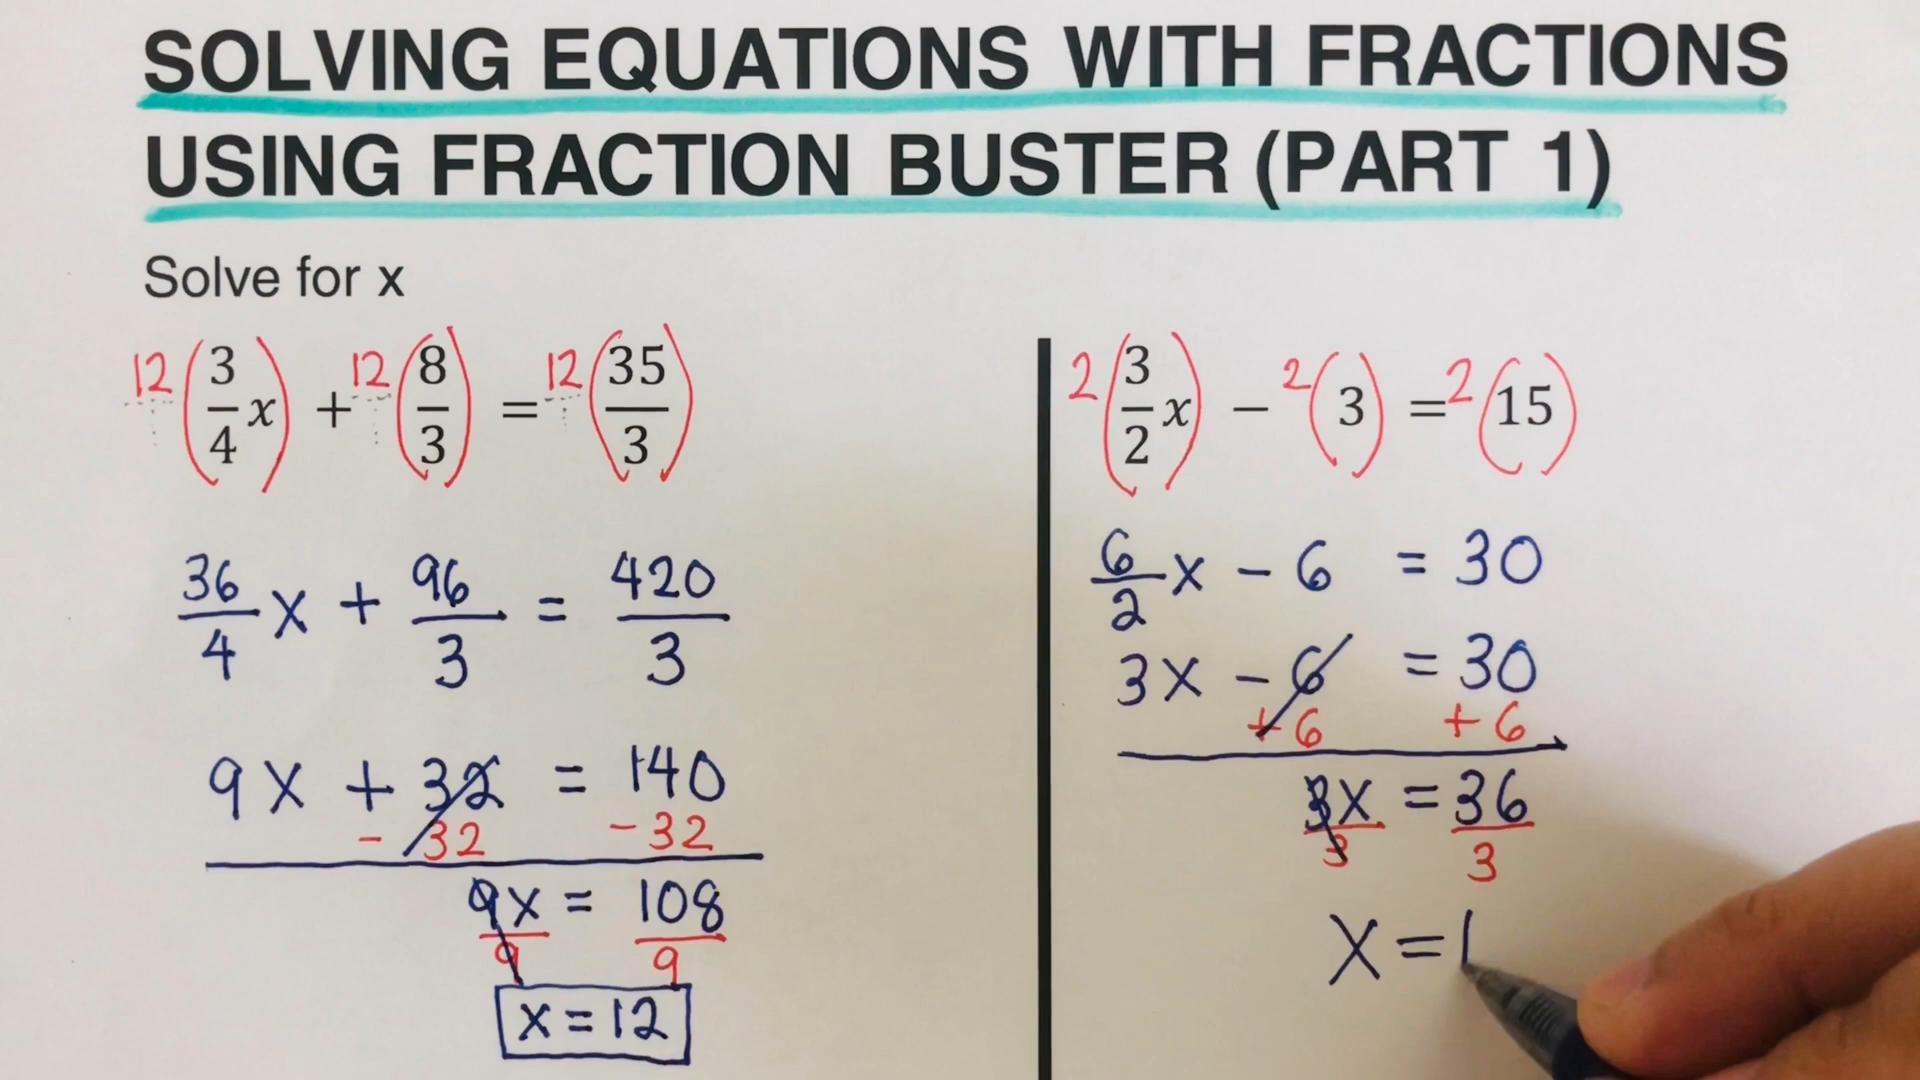 SOLVING EQUATIONS WITH FRACTIONS
USING FRACTION BUSTER (PART 1)
Solve for x
12(3/4 x) + 12(8/3) = 12(35/3)
36/4 x + 96/3 = 420/3
9x + 32 = 140
- 32 - 32
9x/9 = 108/9
x = 12
2(3/2 x) − 2(3) = 2(15)
6/2 x - 6 = 30
3x - 6 = 30
+ 6 + 6
3x/3 = 36/3
x = 1